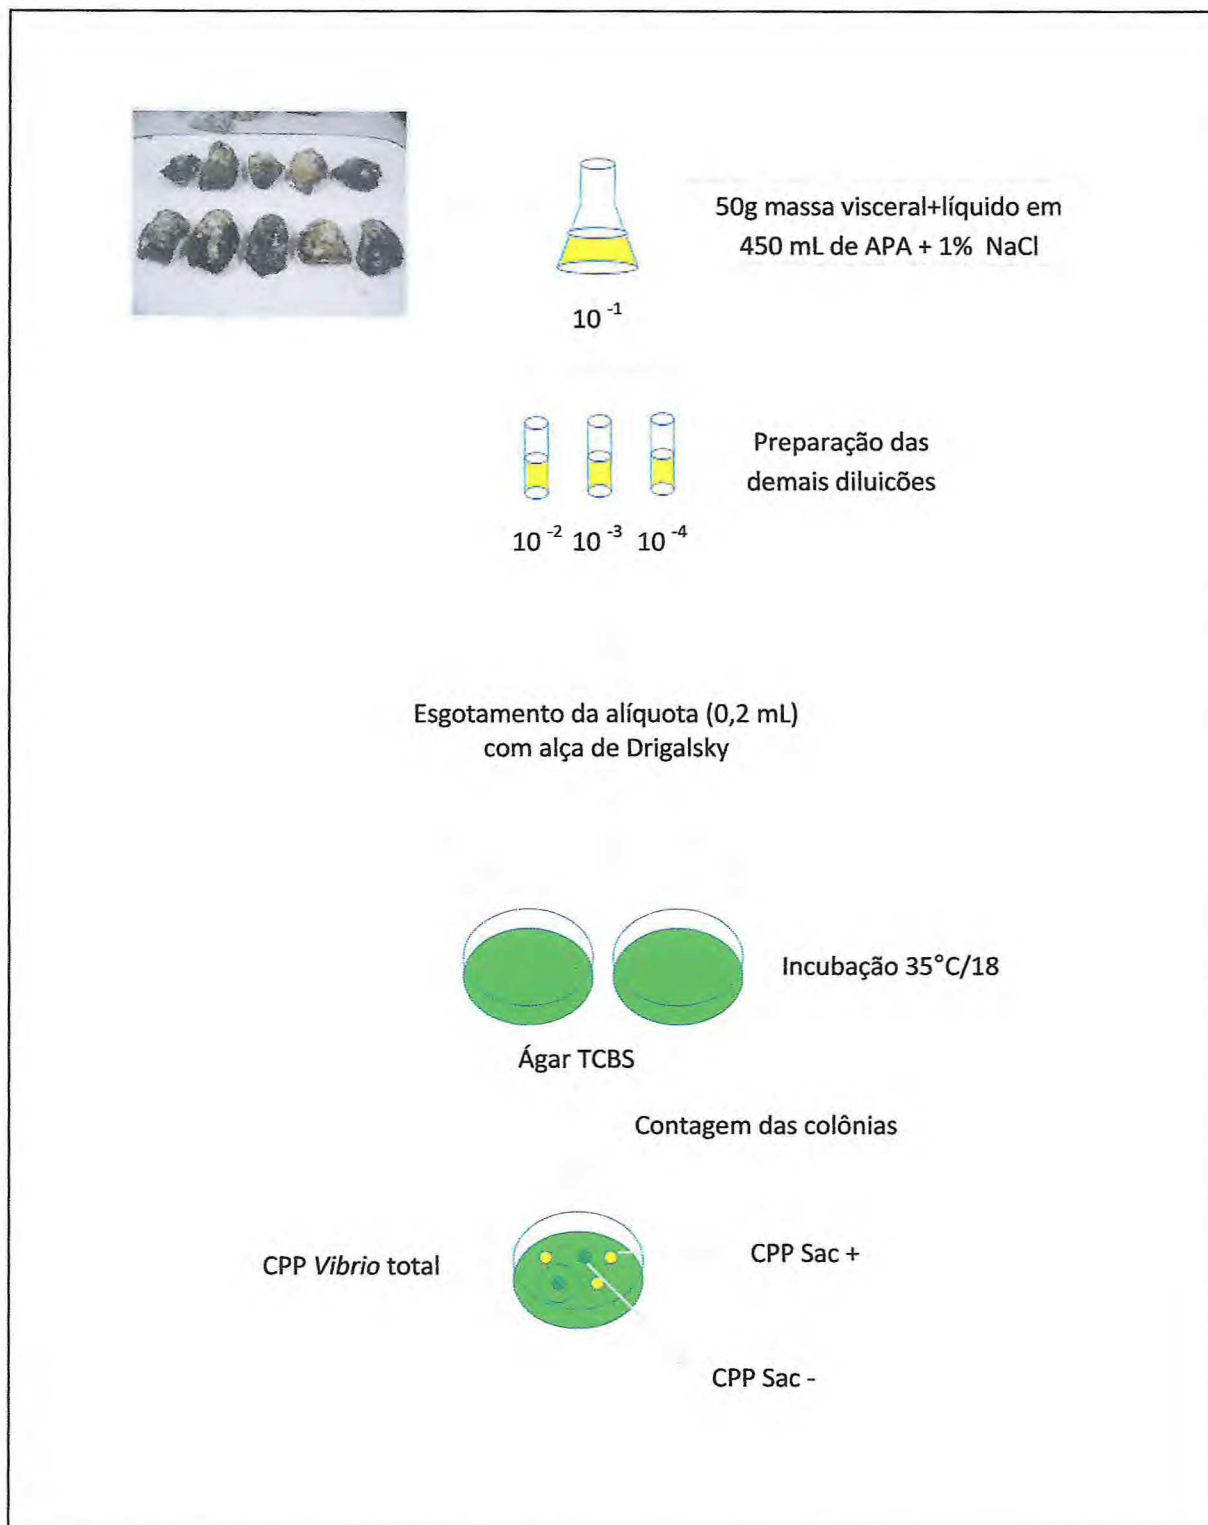 50g massa visceral+líquido em
450 mL de APA + 1% NaCl
10 -1
Preparação das
demais diluicões
10 -2 10 -3 10 -4
Esgotamento da alíquota (0,2 mL)
com alça de Drigalsky
Incubação 35°C/18
Ágar TCBS
Contagem das colônias
CPP Vibrio total
CPP Sac +
CPP Sac -